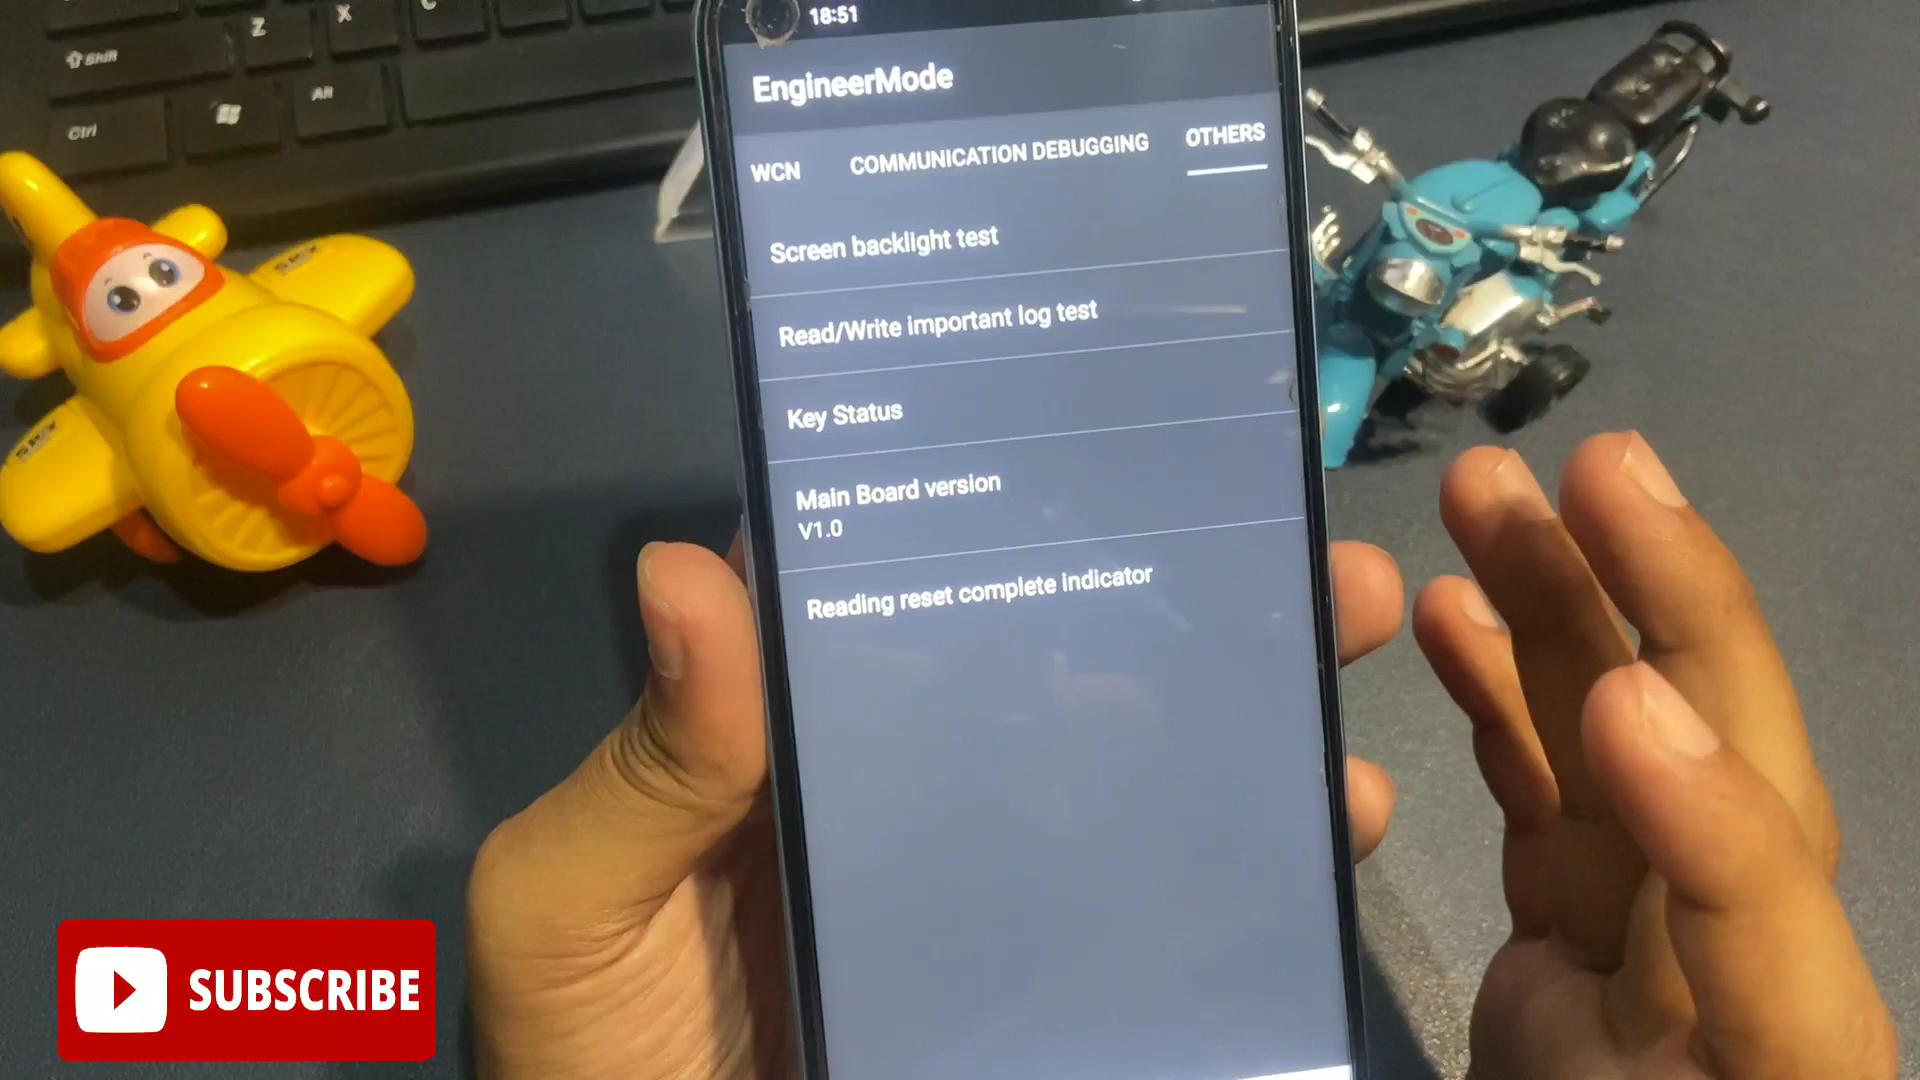 Z
X
C
Shift
Alt
Ctrl
18:51
EngineerMode
WCN
COMMUNICATION DEBUGGING
OTHERS
Screen backlight test
Read/Write important log test
Key Status
Main Board version
V1.0
Reading reset complete indicator
SUBSCRIBE